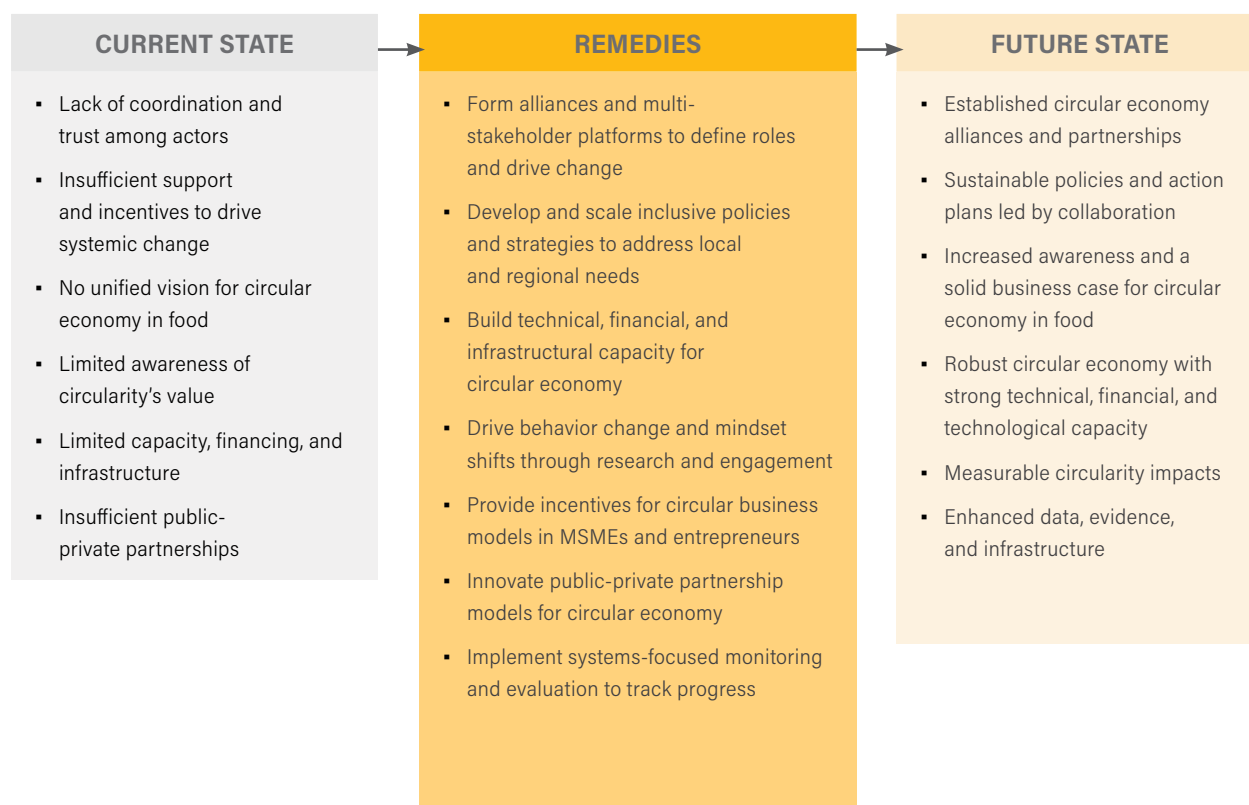 CURRENT STATE
▪ Lack of coordination and
trust among actors
▪ Insufficient support
and incentives to drive
systemic change
▪ No unified vision for circular
economy in food
▪ Limited awareness of
circularity's value
▪ Limited capacity, financing, and
infrastructure
▪ Insufficient public-
private partnerships
REMEDIES
▪ Form alliances and multi-
stakeholder platforms to define roles
and drive change
▪ Develop and scale inclusive policies
and strategies to address local
and regional needs
▪ Build technical, financial, and
infrastructural capacity for
circular economy
▪ Drive behavior change and mindset
shifts through research and engagement
▪ Provide incentives for circular business
models in MSMEs and entrepreneurs
▪ Innovate public-private partnership
models for circular economy
▪ Implement systems-focused monitoring
and evaluation to track progress
FUTURE STATE
▪ Established circular economy
alliances and partnerships
▪ Sustainable policies and action
plans led by collaboration
▪ Increased awareness and a
solid business case for circular
economy in food
▪ Robust circular economy with
strong technical, financial, and
technological capacity
▪ Measurable circularity impacts
▪ Enhanced data, evidence,
and infrastructure